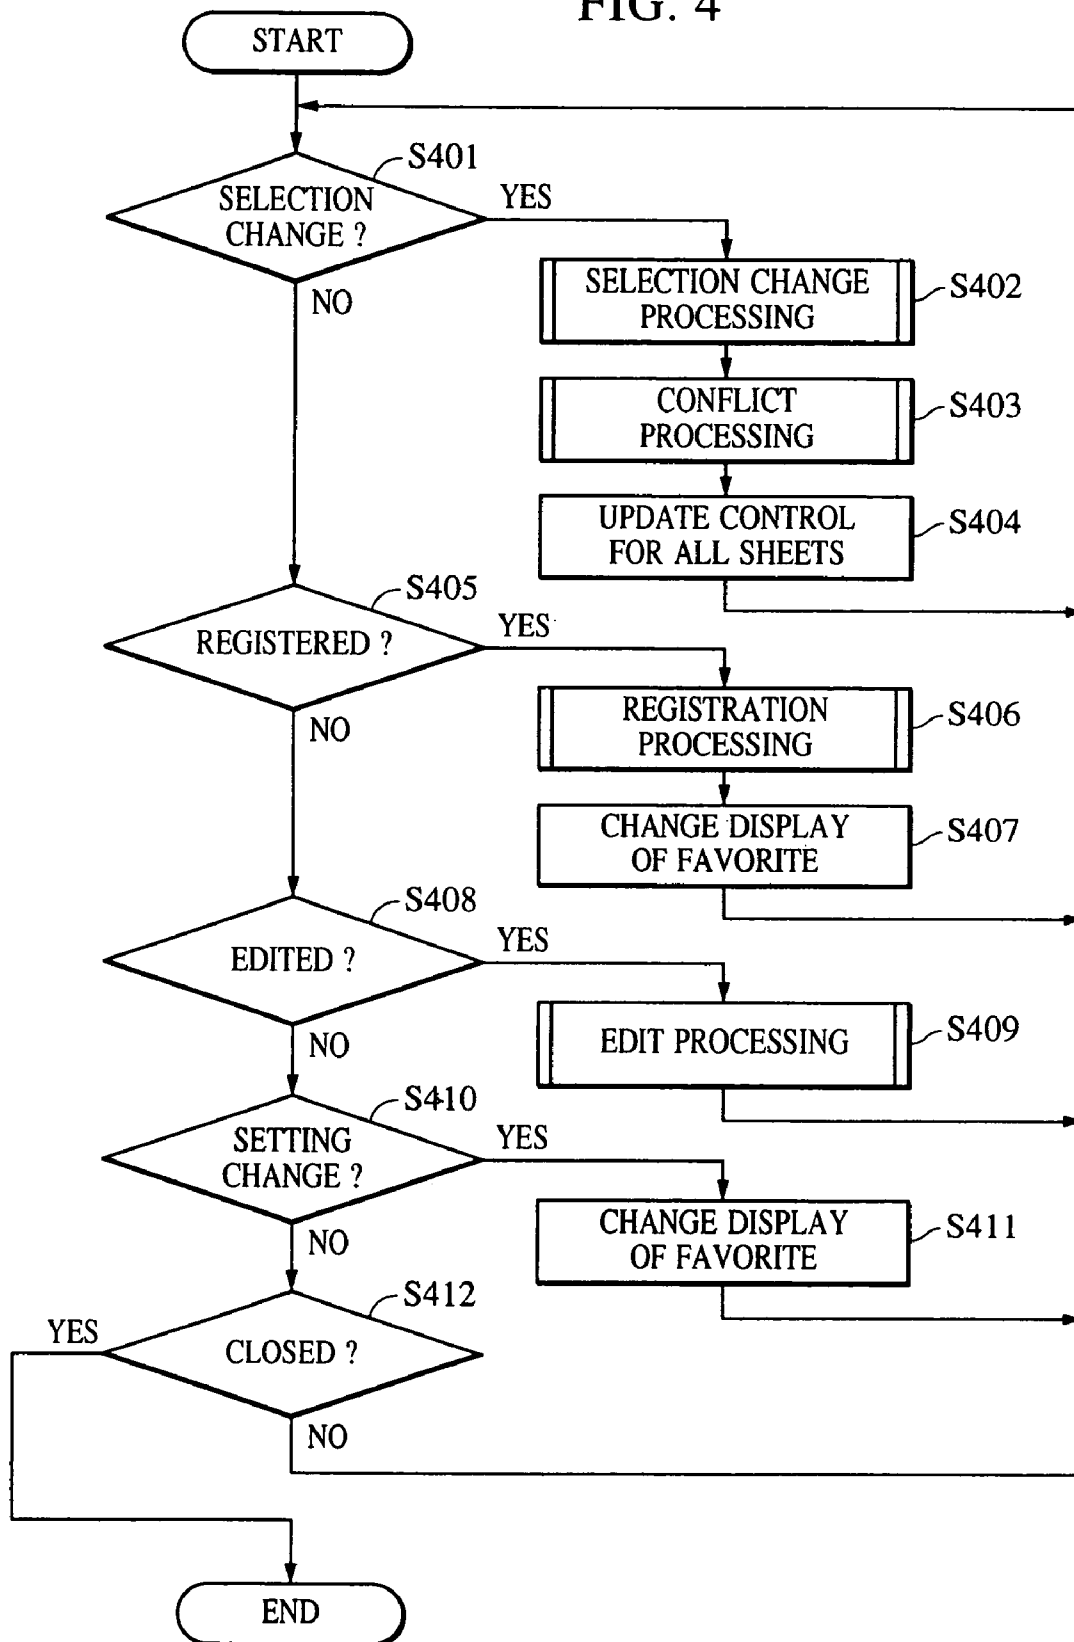 FIG. 4
START
S401
SELECTION
CHANGE ?
YES
NO
SELECTION CHANGE
PROCESSING
S402
CONFLICT
PROCESSING
S403
UPDATE CONTROL
FOR ALL SHEETS
S404
S405
REGISTERED ?
YES
NO
REGISTRATION
PROCESSING
S406
CHANGE DISPLAY
OF FAVORITE
S407
S408
EDITED ?
YES
NO
EDIT PROCESSING
S409
S410
SETTING
CHANGE ?
YES
NO
CHANGE DISPLAY
OF FAVORITE
S411
S412
YES
CLOSED ?
NO
END